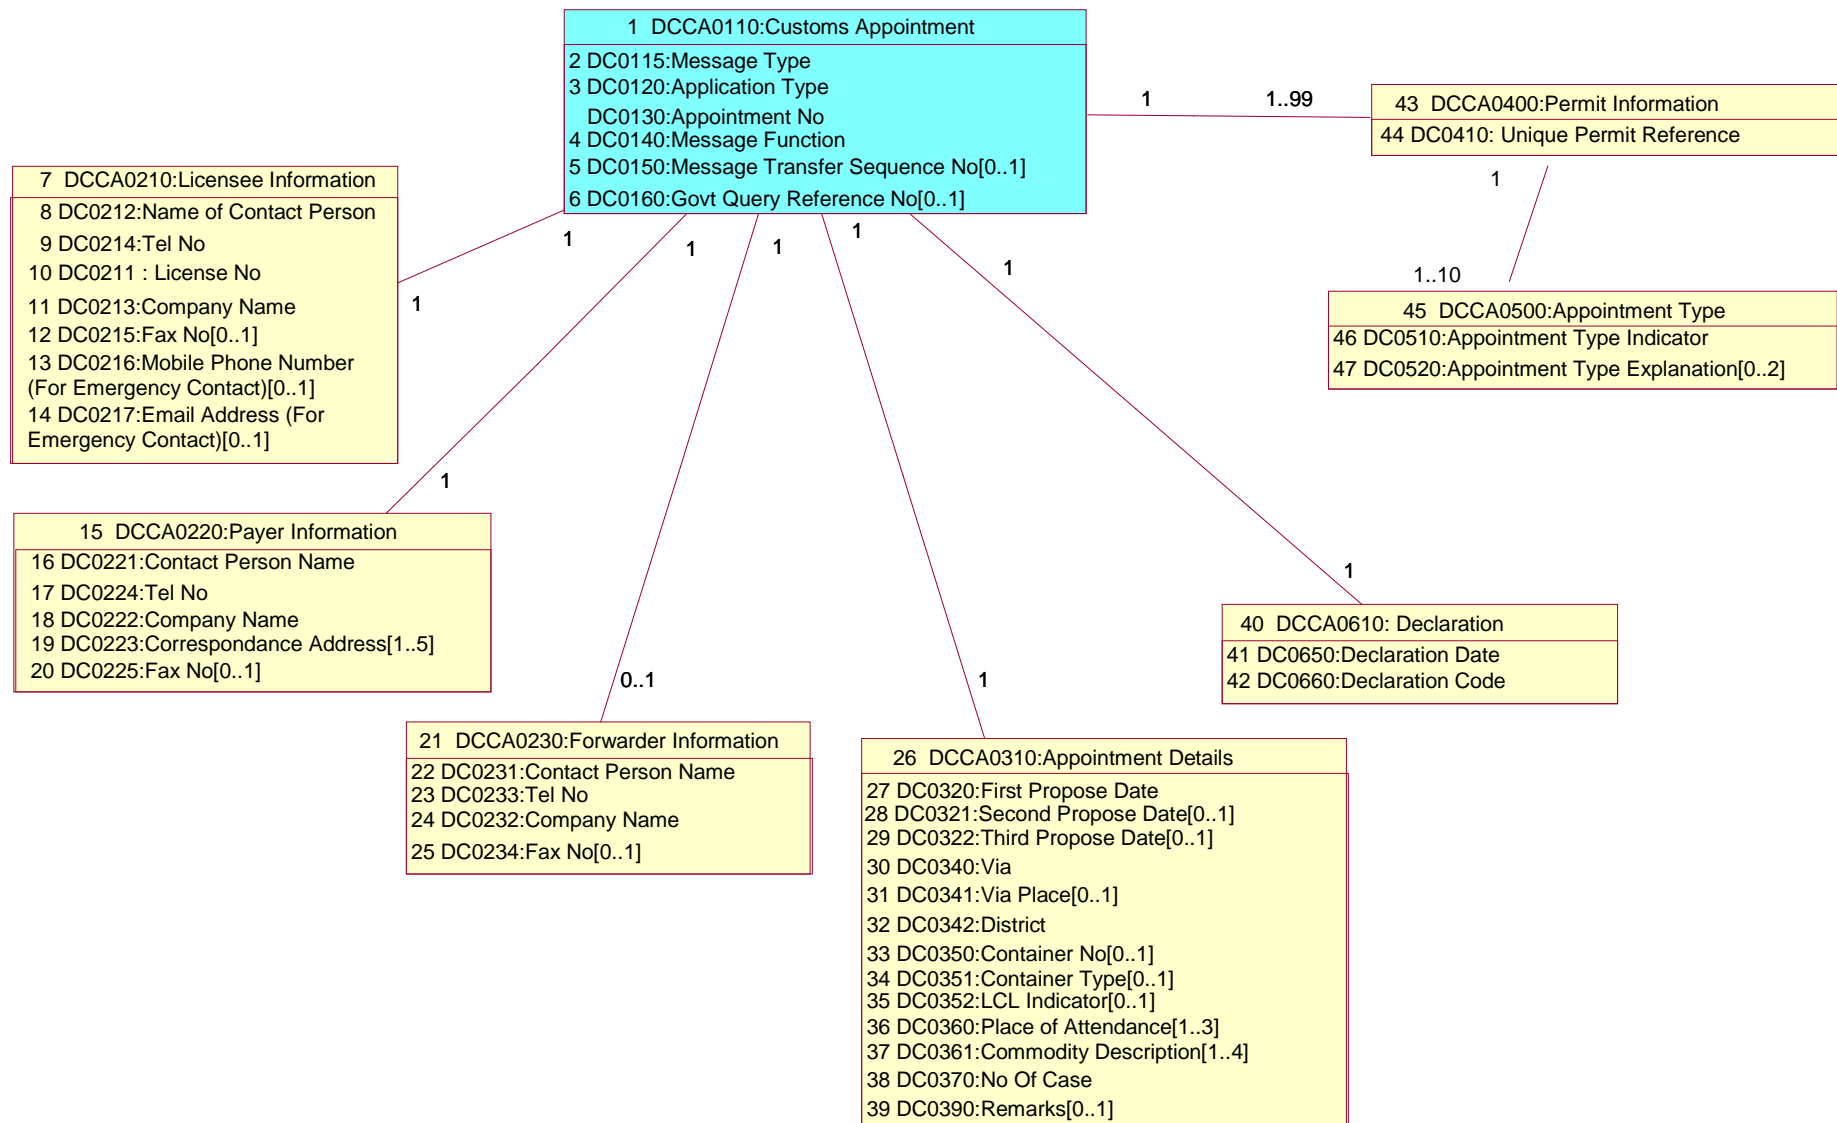 1 DCCA0110:Customs Appointment
2 DC0115:Message Type
3 DC0120:Application Type
DC0130:Appointment No
4 DC0140:Message Function
5 DC0150:Message Transfer Sequence No[0..1]
6 DC0160:Govt Query Reference No[0..1]
1
1..99
43 DCCA0400:Permit Information
44 DC0410: Unique Permit Reference
1
1..10
45 DCCA0500:Appointment Type
46 DC0510:Appointment Type Indicator
47 DC0520:Appointment Type Explanation[0..2]
7 DCCA0210:Licensee Information
8 DC0212:Name of Contact Person
9 DC0214:Tel No
10 DC0211 : License No
11 DC0213:Company Name
12 DC0215:Fax No[0..1]
13 DC0216:Mobile Phone Number
(For Emergency Contact)[0..1]
14 DC0217:Email Address (For
Emergency Contact)[0..1]
1
1
1
1
1
1
1
1
15 DCCA0220:Payer Information
16 DC0221:Contact Person Name
17 DC0224:Tel No
18 DC0222:Company Name
19 DC0223:Correspondance Address[1..5]
20 DC0225:Fax No[0..1]
0..1
21 DCCA0230:Forwarder Information
22 DC0231:Contact Person Name
23 DC0233:Tel No
24 DC0232:Company Name
25 DC0234:Fax No[0..1]
1
26 DCCA0310:Appointment Details
27 DC0320:First Propose Date
28 DC0321:Second Propose Date[0..1]
29 DC0322:Third Propose Date[0..1]
30 DC0340:Via
31 DC0341:Via Place[0..1]
32 DC0342:District
33 DC0350:Container No[0..1]
34 DC0351:Container Type[0..1]
35 DC0352:LCL Indicator[0..1]
36 DC0360:Place of Attendance[1..3]
37 DC0361:Commodity Description[1..4]
38 DC0370:No Of Case
39 DC0390:Remarks[0..1]
40 DCCA0610: Declaration
41 DC0650:Declaration Date
42 DC0660:Declaration Code